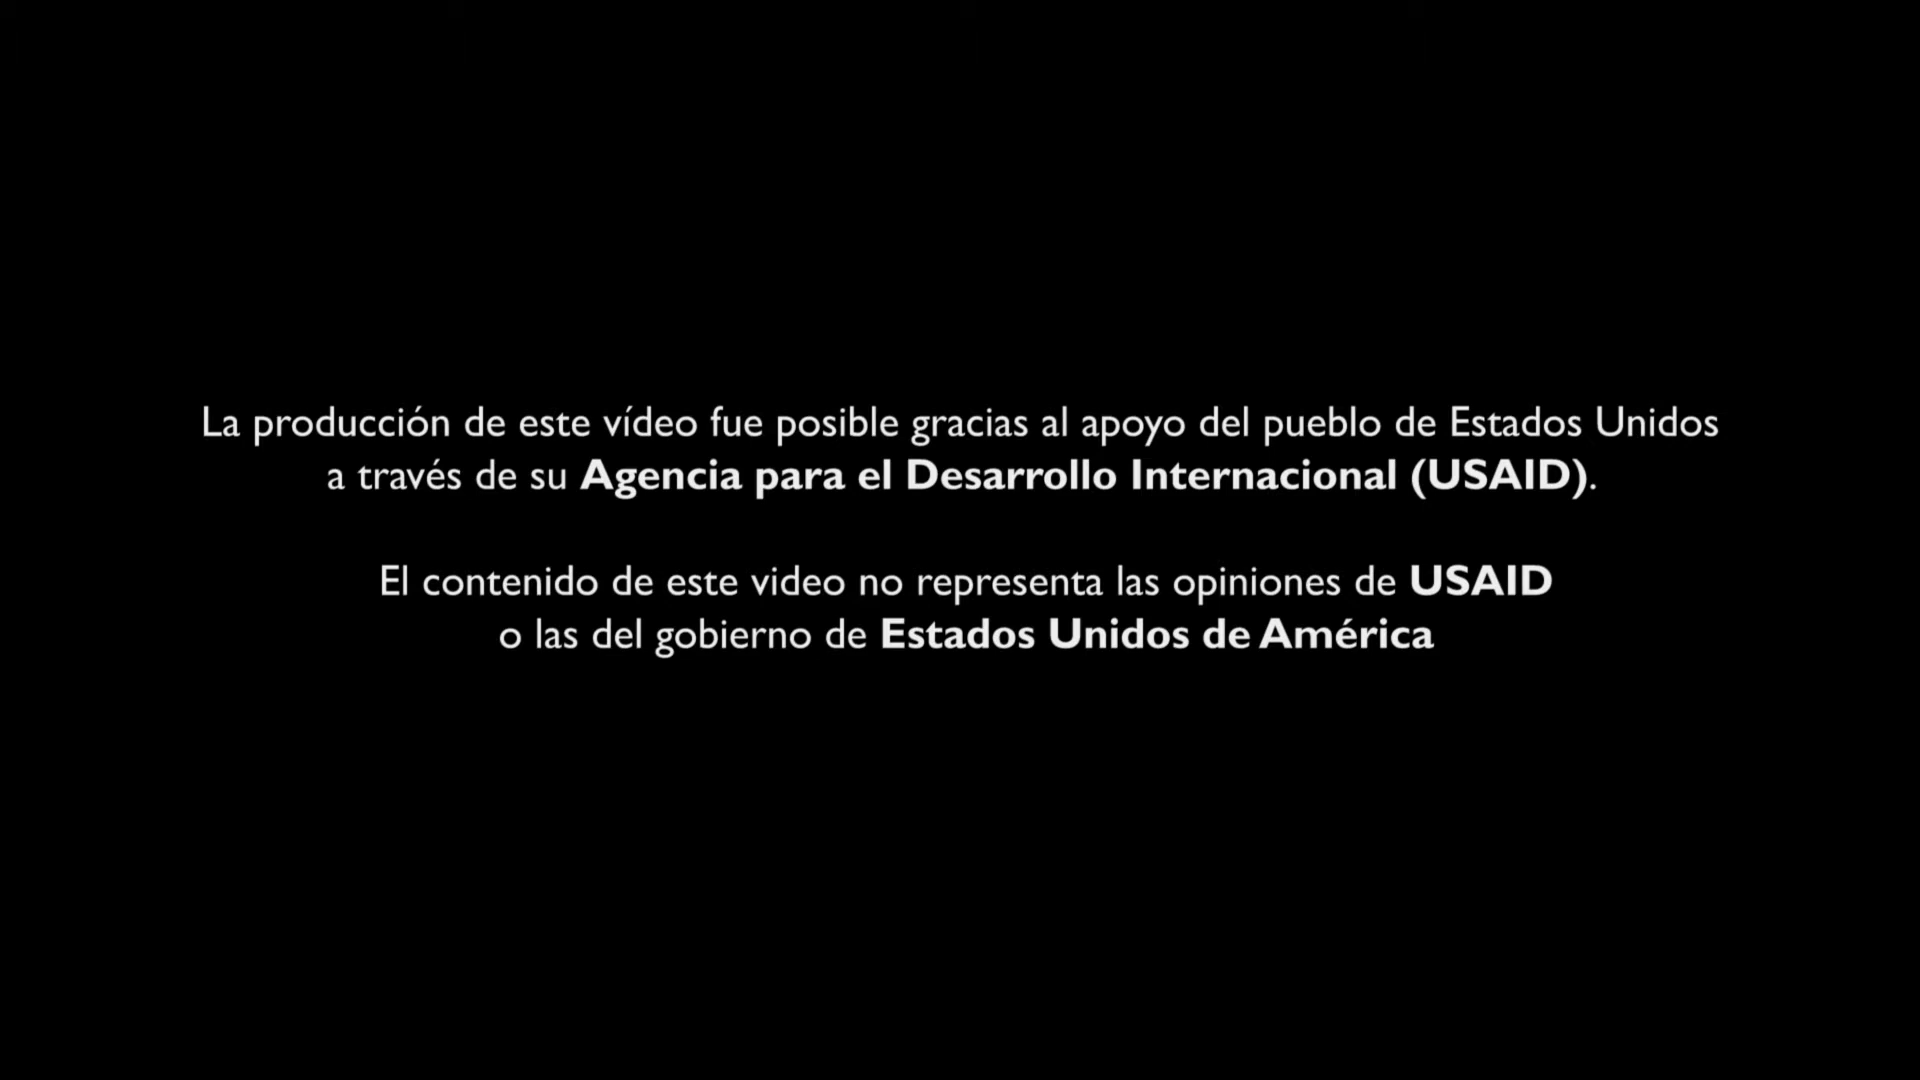 La producción de este vídeo fue posible gracias al apoyo del pueblo de Estados Unidos
a través de su Agencia para el Desarrollo Internacional (USAID).
El contenido de este video no representa las opiniones de USAID
o las del gobierno de Estados Unidos de América